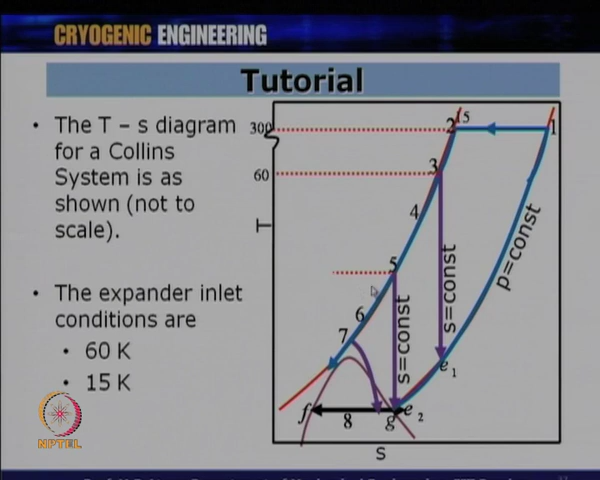 CRYOGENIC ENGINEERING
Tutorial
• The T – s diagram
for a Collins
System is as
shown (not to
scale).
• The expander inlet
conditions are
• 60 K
• 15 K
NPTEL
300
60
T
s
2
15
1
3
4
5
6
7
8
f
g
e2
e1
s=const
s=const
p=const